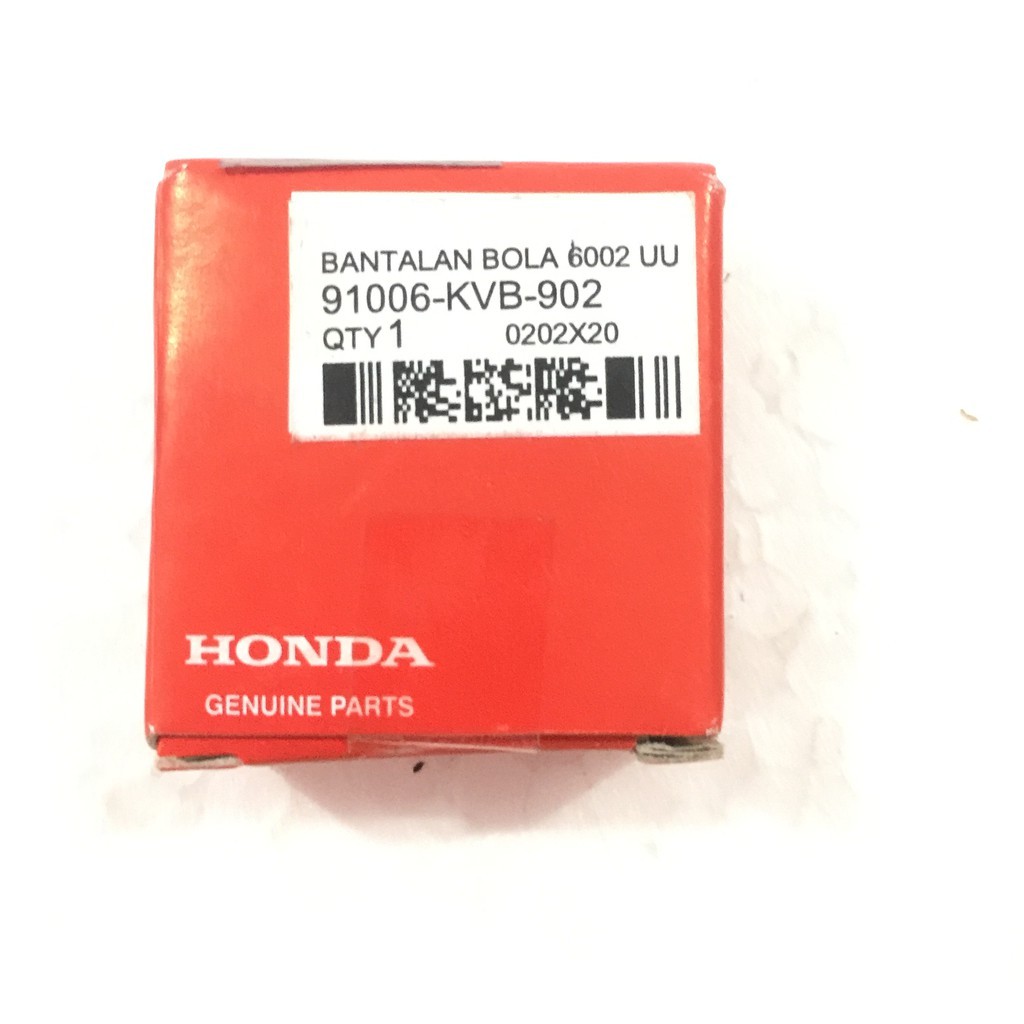 BANTALAN BOLA 6002 UU
91006-KVB-902
QTY 1 0202X20
HONDA
GENUINE PARTS